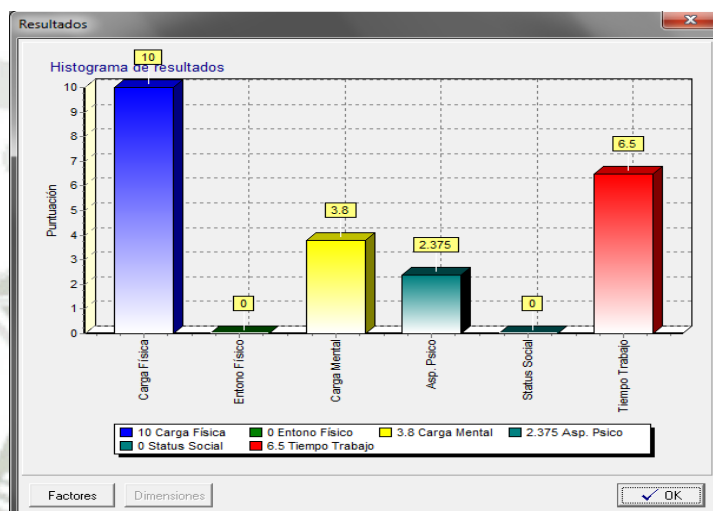 Resultados
Histograma de resultados
10
10
9
8
7
6
5
4
3
2
1
0
Puntuación
0
3.8
2.375
0
6.5
Carga Física
Entono Físico
Carga Mental
Asp. Psico
Status Social
Tiempo Trabajo
10 Carga Física 0 Entono Físico 3.8 Carga Mental 2.375 Asp. Psico
0 Status Social 6.5 Tiempo Trabajo
Factores Dimensiones OK